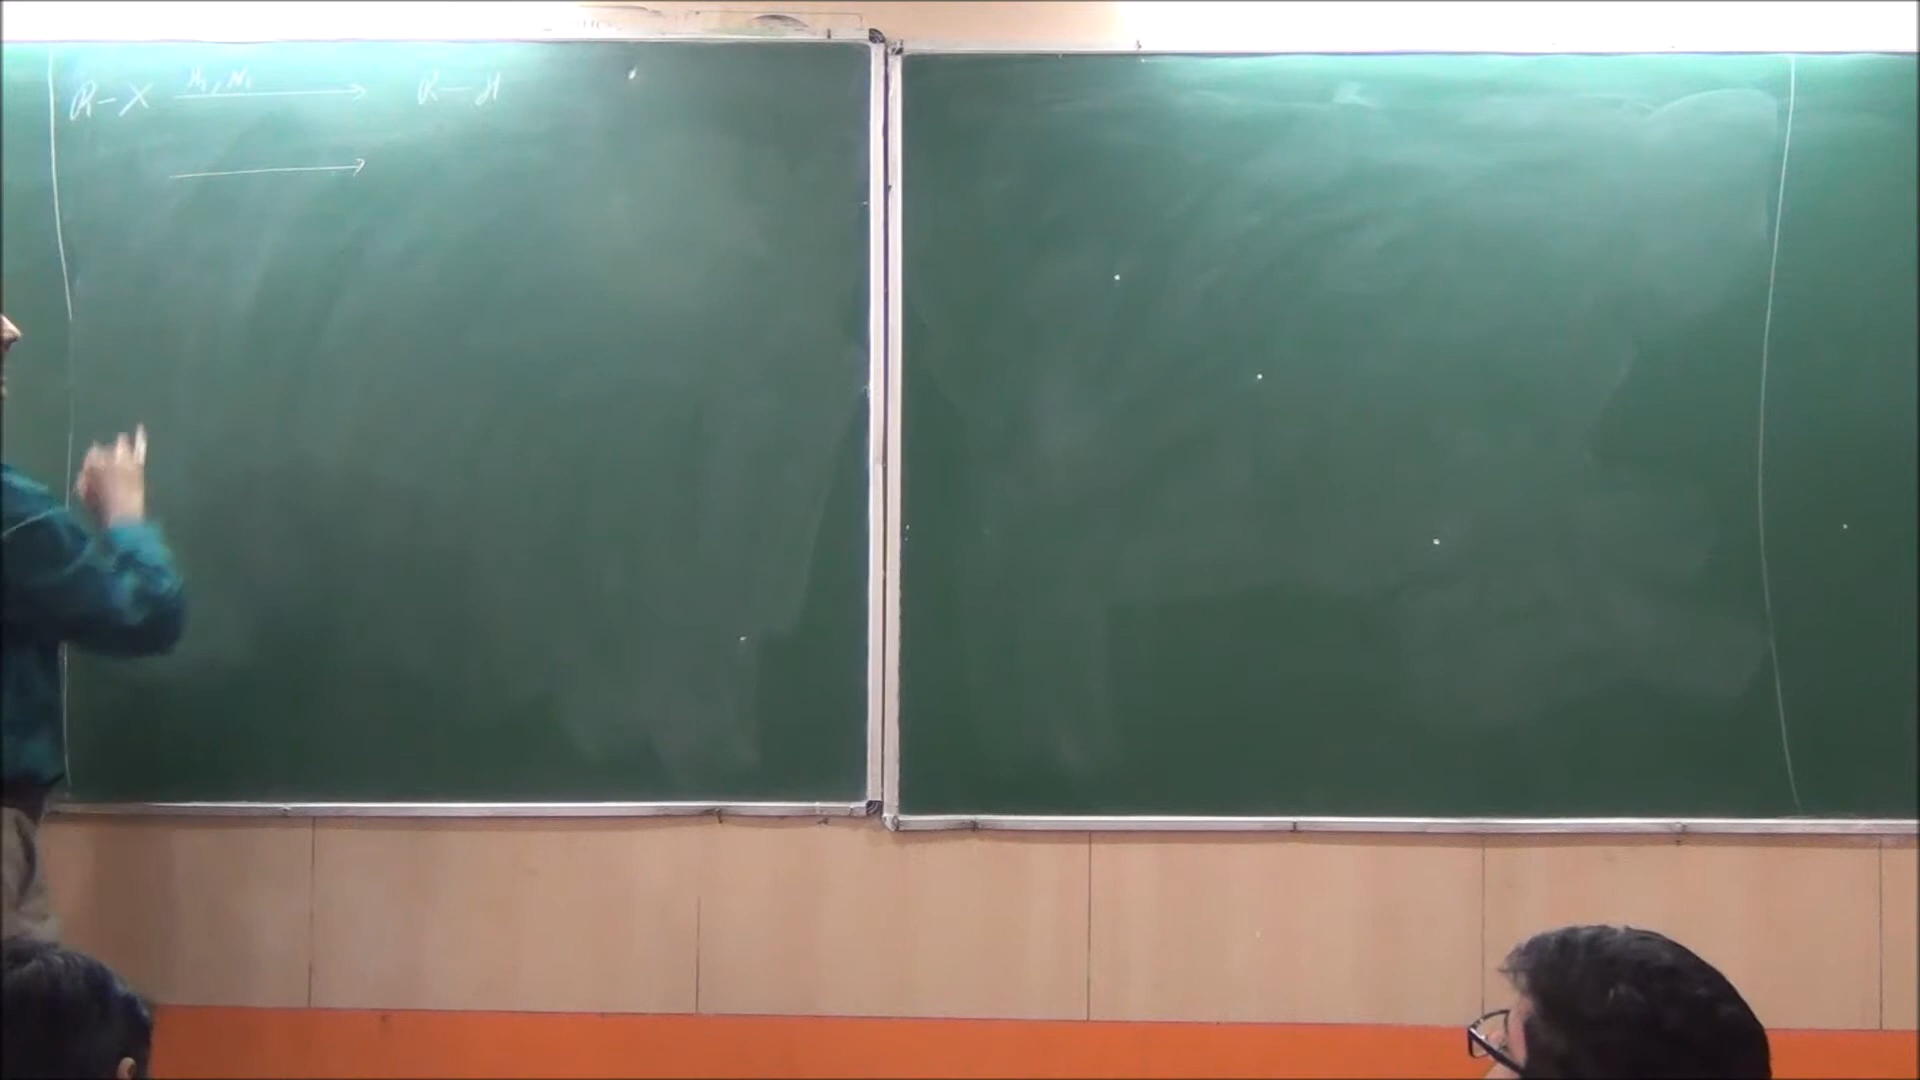 R-X H₂, Ni → R-H
→